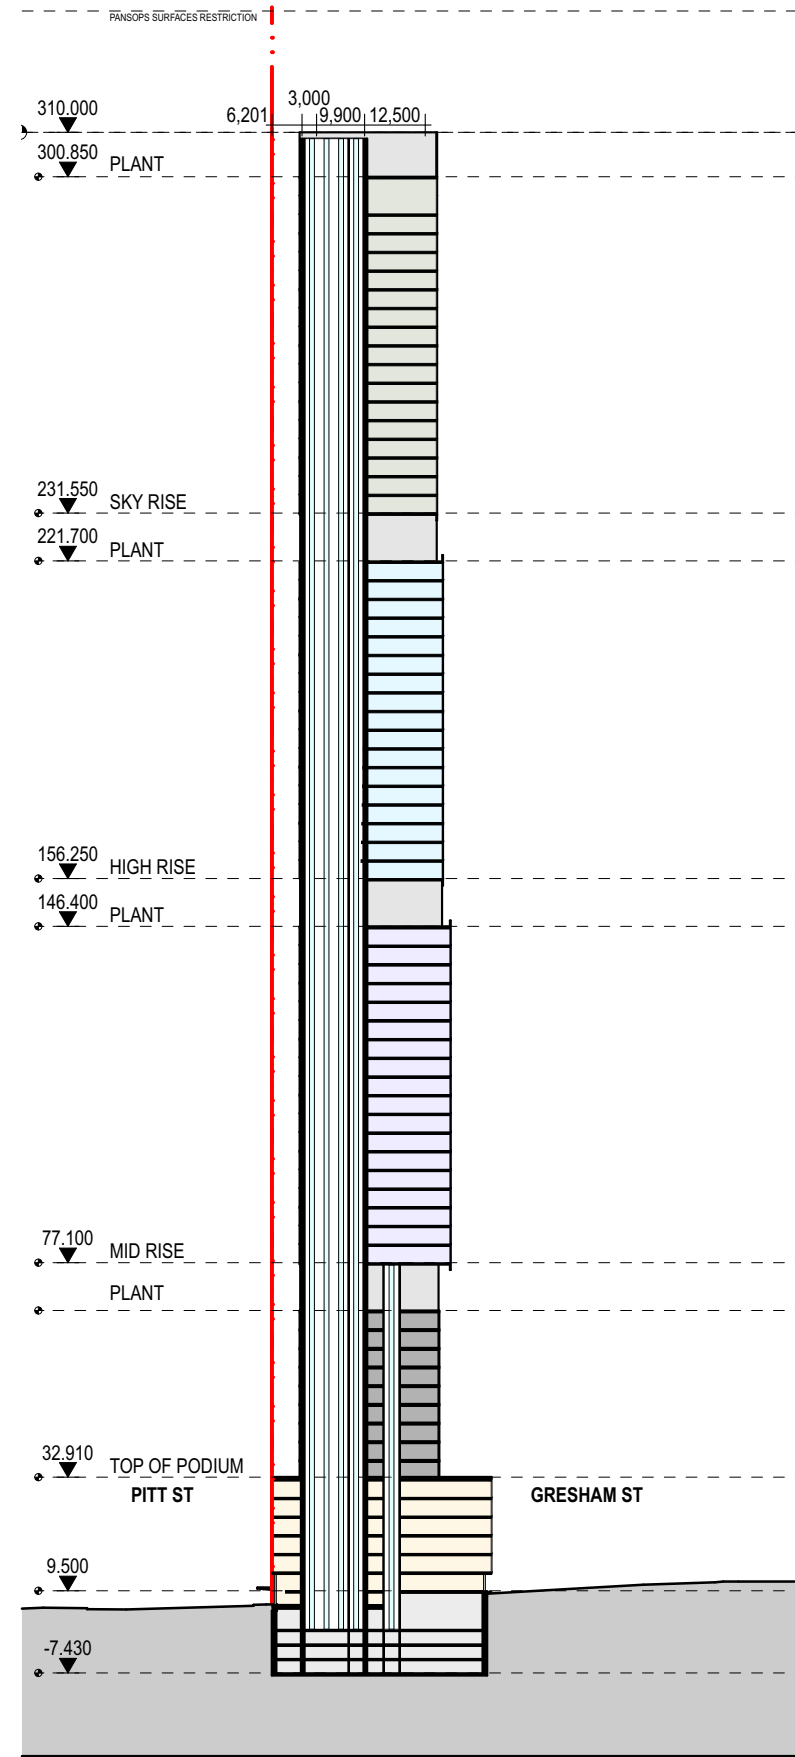 PANSOPS SURFACES RESTRICTION
3,000
310.000
6,201 9,900 12,500
300.850 PLANT
231.550 SKY RISE
221.700 PLANT
156.250 HIGH RISE
146.400 PLANT
77.100 MID RISE
PLANT
32.910 TOP OF PODIUM
PITT ST GRESHAM ST
9.500
-7.430